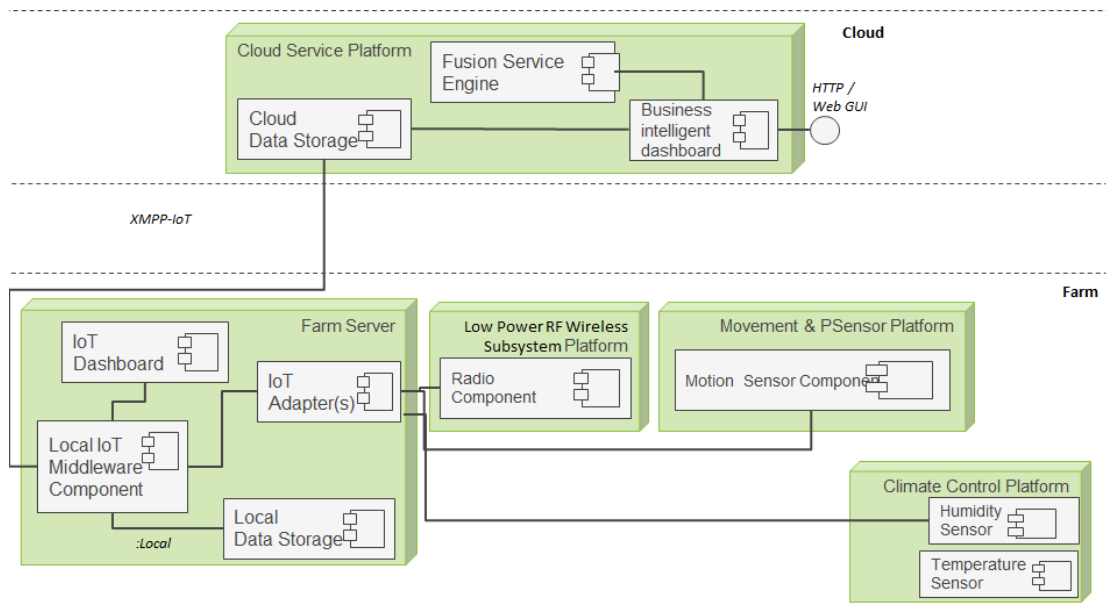 Cloud
Cloud Service Platform
Fusion Service
Engine
HTTP /
Web GUI
Cloud
Data Storage
Business
intelligent
dashboard
XMPP-IoT
Farm
Farm Server
IoT
Dashboard
IoT
Adapter(s)
Local IoT
Middleware
Component
Local
Data Storage
:Local
Low Power RF Wireless
Subsystem Platform
Radio
Component
Movement & PSensor Platform
Motion Sensor Componen
Climate Control Platform
Humidity
Sensor
Temperature
Sensor